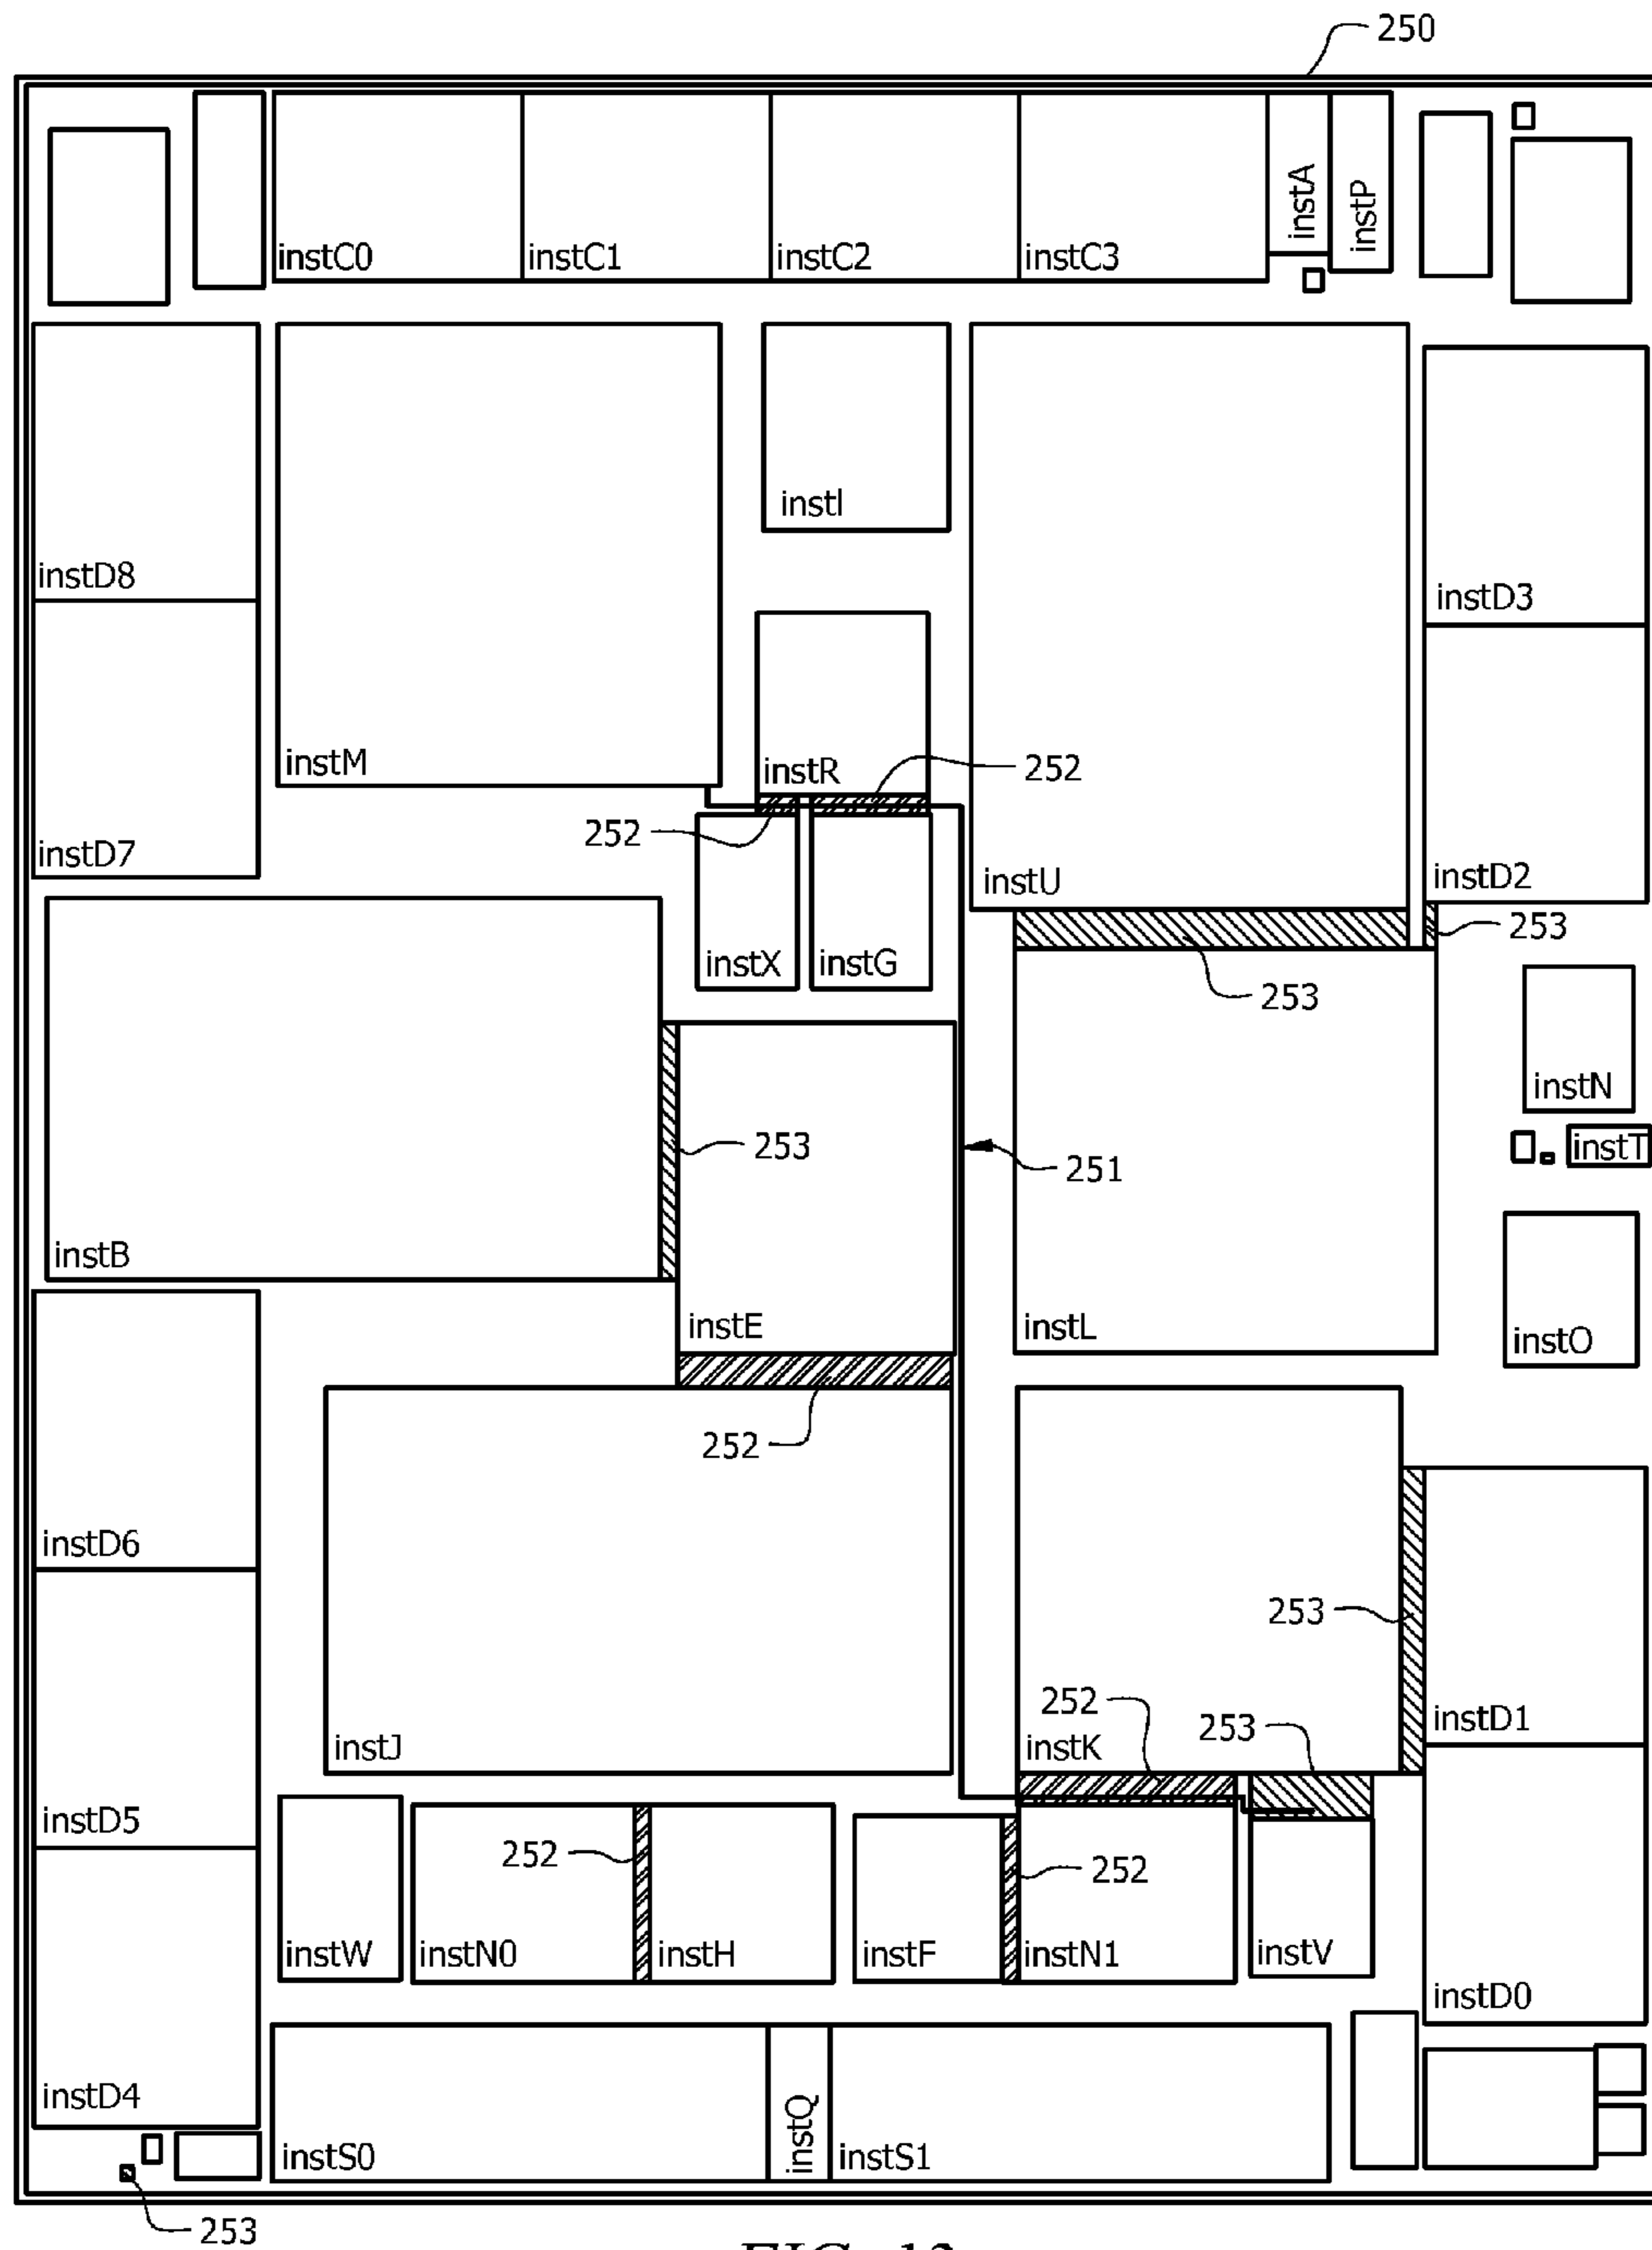 250
instC0
instC1
instC2
instC3
instA
instP
instI
instD8
instD3
instM
instR
252
252
instD7
instU
instD2
253
instX
instG
253
instN
253
instT
251
instB
instE
instL
instO
252
instD6
253
252
253
instJ
instK
instD1
instD5
252
252
instW
instN0
instH
instF
instN1
instV
instD0
instD4
instS0
instQ
instS1
253